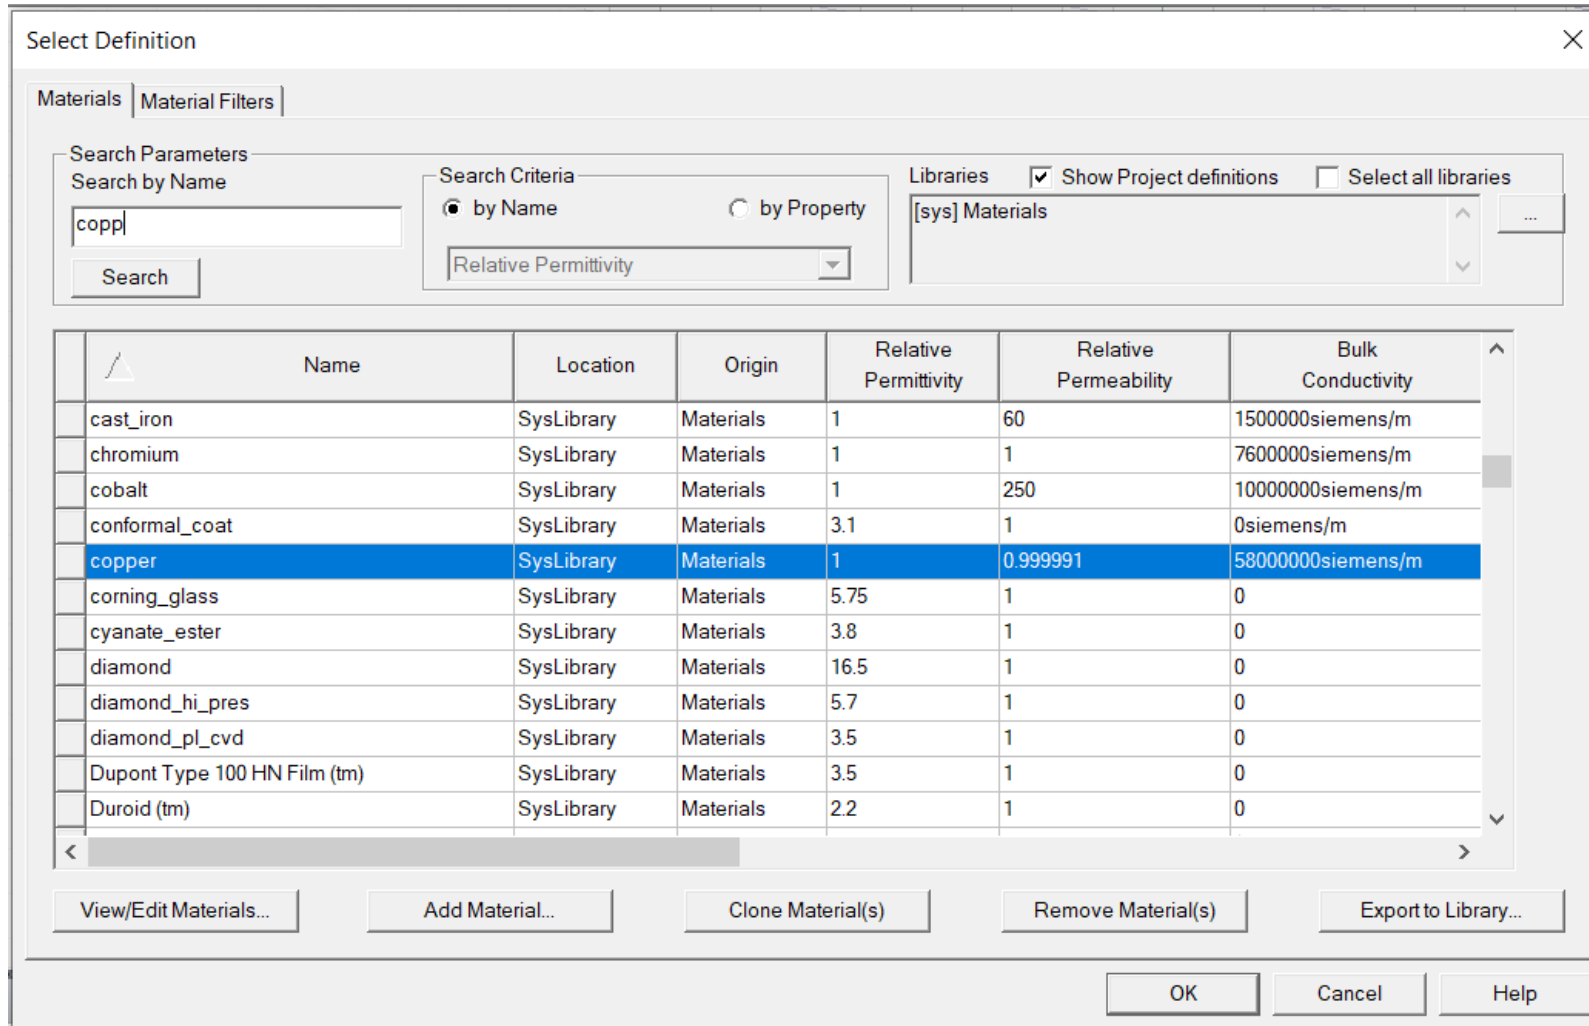 Select Definition
Materials
Material Filters
Search Parameters
Search by Name
copp
Search
Search Criteria
by Name
by Property
Relative Permittivity
Libraries
Show Project definitions
Select all libraries
[sys] Materials
...
Name Location Origin Relative Permittivity Relative Permeability Bulk Conductivity
cast_iron SysLibrary Materials 1 60 1500000siemens/m
chromium SysLibrary Materials 1 1 7600000siemens/m
cobalt SysLibrary Materials 1 250 10000000siemens/m
conformal_coat SysLibrary Materials 3.1 1 0siemens/m
copper SysLibrary Materials 1 0.999991 58000000siemens/m
corning_glass SysLibrary Materials 5.75 1 0
cyanate_ester SysLibrary Materials 3.8 1 0
diamond SysLibrary Materials 16.5 1 0
diamond_hi_pres SysLibrary Materials 5.7 1 0
diamond_pl_cvd SysLibrary Materials 3.5 1 0
Dupont Type 100 HN Film (tm) SysLibrary Materials 3.5 1 0
Duroid (tm) SysLibrary Materials 2.2 1 0
View/Edit Materials...
Add Material...
Clone Material(s)
Remove Material(s)
Export to Library...
OK
Cancel
Help